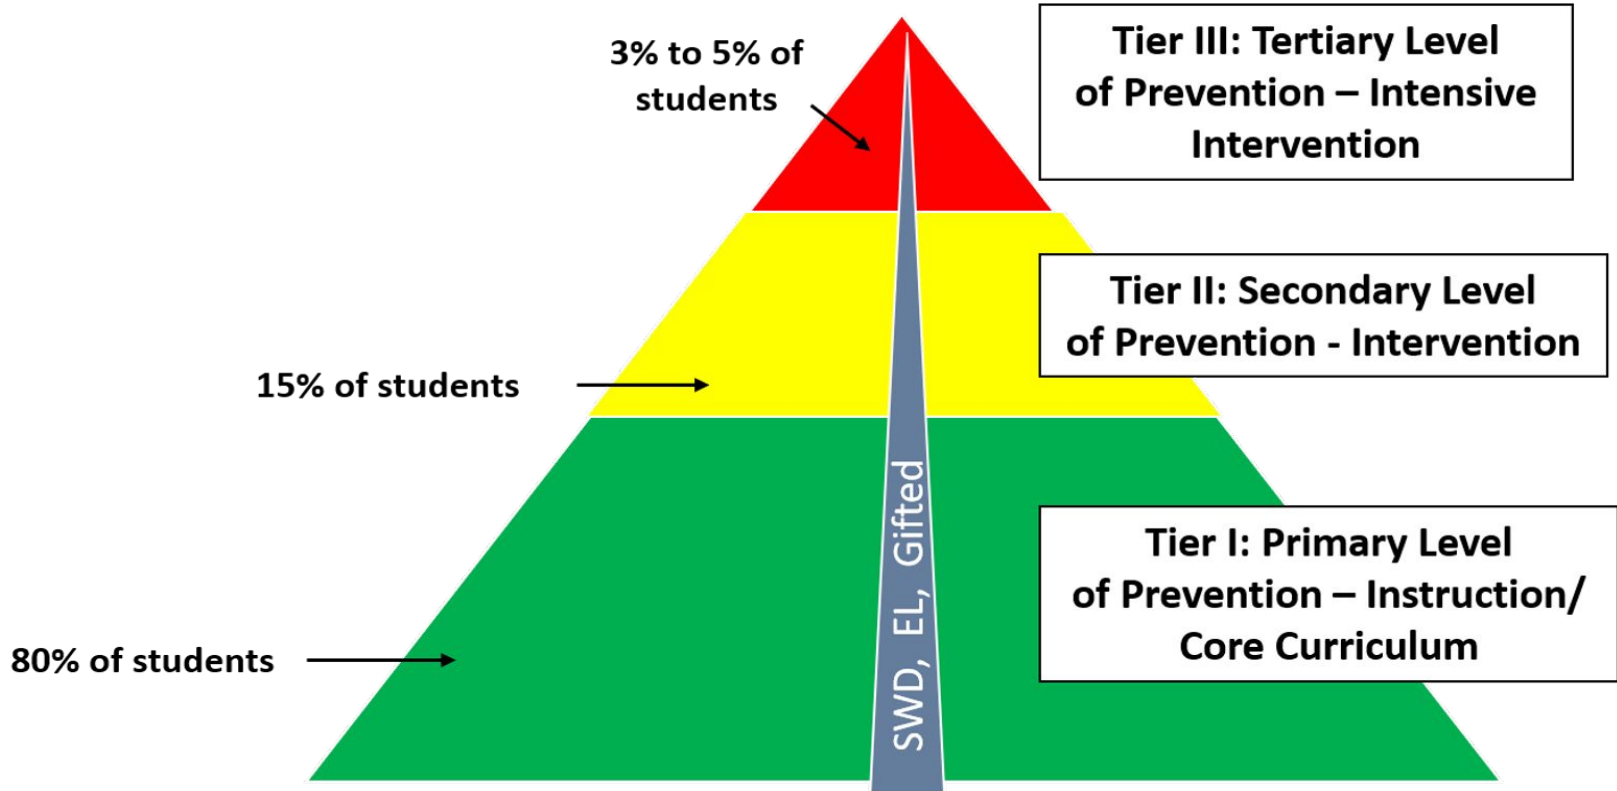 3% to 5% of
students
Tier III: Tertiary Level
of Prevention – Intensive
Intervention
Tier II: Secondary Level
of Prevention - Intervention
15% of students
SWD, EL, Gifted
Tier I: Primary Level
of Prevention – Instruction/
Core Curriculum
80% of students